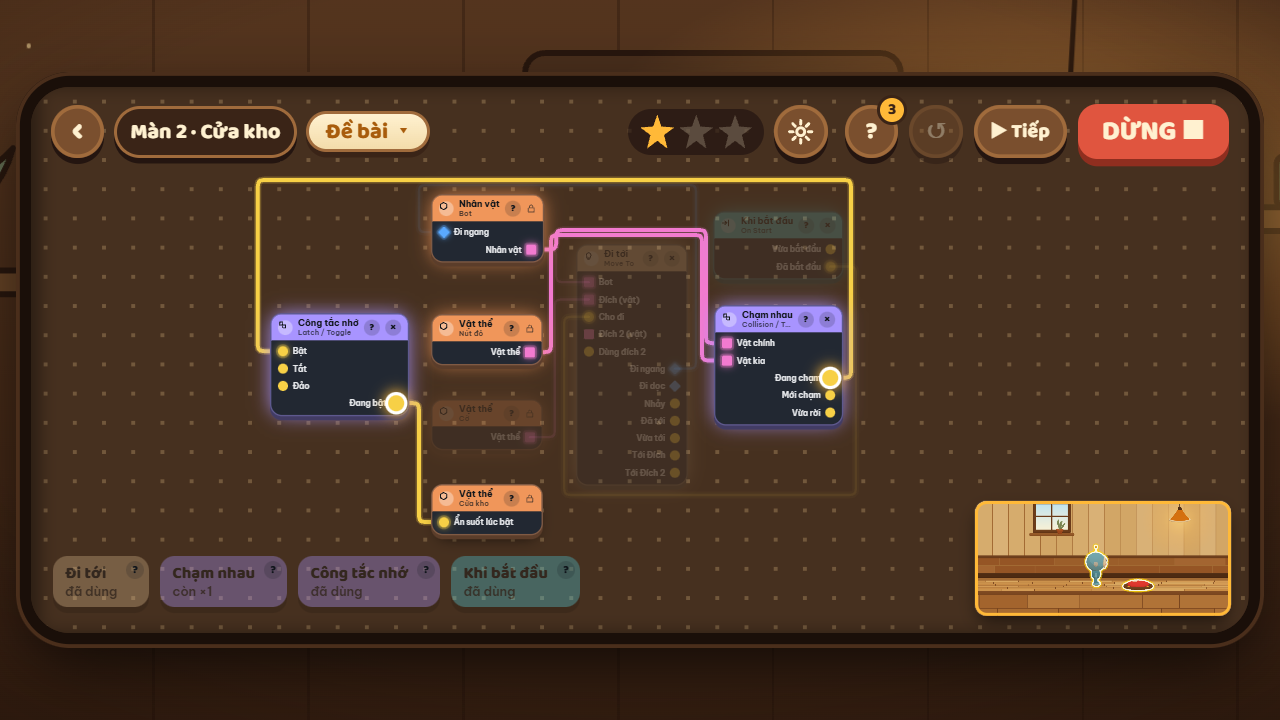 Màn 2 · Cửa kho
Đề bài
?
3
Tiếp
DỪNG
Nhân vật
Bot
?
Đi ngang
Nhân vật
Khi bắt đầu
On Start
?
Vừa bắt đầu
Đã bắt đầu
Đi tới
Move To
?
Bot
Đích (vật)
Cho đi
Đích 2 (vật)
Dùng đích 2
Đi ngang
Đi dọc
Nhảy
Đã tới
Vừa tới
Tới Đích
Tới Đích 2
Công tắc nhớ
Latch / Toggle
?
Bật
Tắt
Đảo
Đang bật
Vật thể
Nút đỏ
?
Vật thể
Chạm nhau
Collision / T...
?
Vật chính
Vật kia
Đang chạm
Mới chạm
Vừa rời
Vật thể
?
Vật thể
Vật thể
Cửa kho
?
Ẩn suốt lúc bật
Đi tới
?
đã dùng
Chạm nhau
?
còn ×1
Công tắc nhớ
?
đã dùng
Khi bắt đầu
?
đã dùng